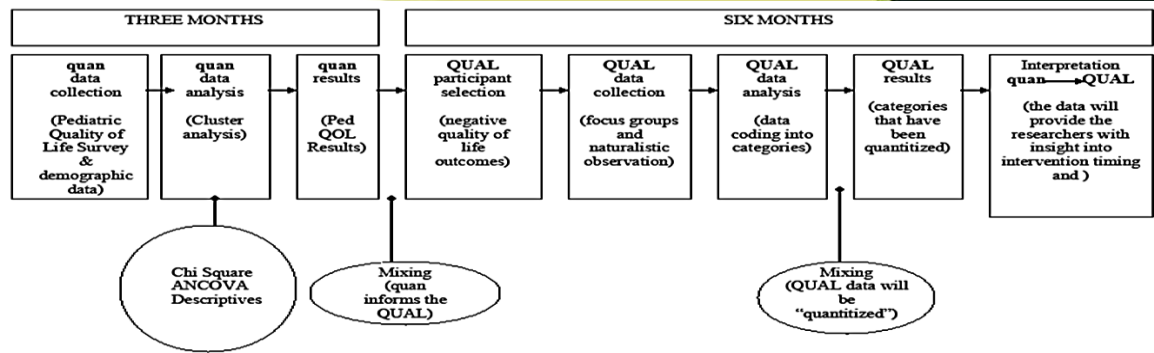 THREE MONTHS
SIX MONTHS
quan
data
collection
(Pediatric
Quality of
Life Survey
&
demographic
data)
quan
data
analysis
(Cluster
analysis)
quan
results
(Ped
QOL
Results)
QUAL
participant
selection
(negative
quality of
life
outcomes)
QUAL
data
collection
(focus groups
and
naturalistic
observation)
QUAL
data
analysis
(data
coding into
categories)
QUAL
results
(categories
that have
been
quantitized)
Interpretation
quan QUAL
(the data will
provide the
researchers with
insight into
intervention timing
and )
Chi Square
ANCOVA
Descriptives
Mixing
(quan
informs the
QUAL)
Mixing
(QUAL data will
be
“quantitized”)